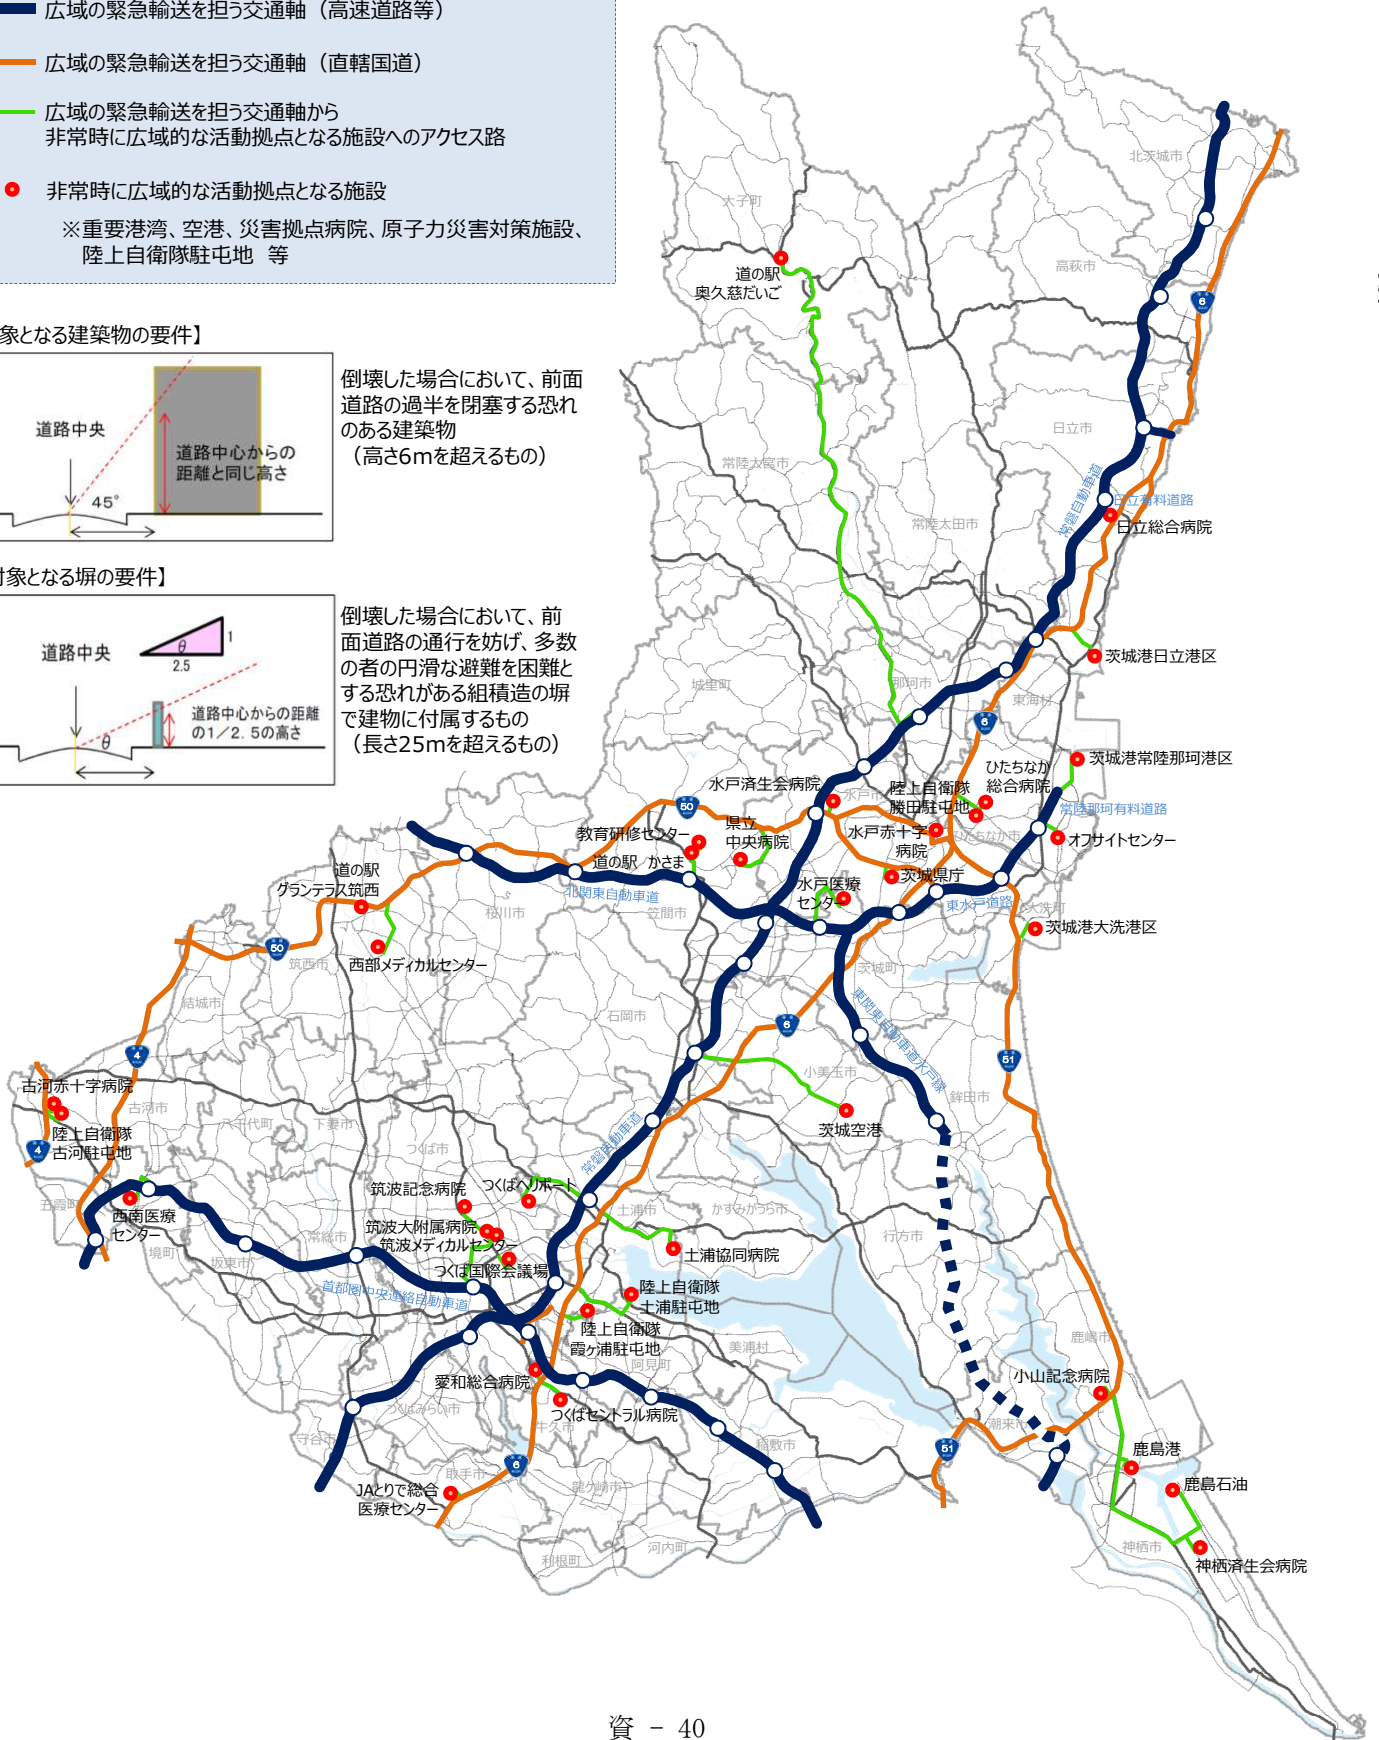 広域の緊急輸送を担う交通軸（高速道路等）
広域の緊急輸送を担う交通軸（直轄国道）
広域の緊急輸送を担う交通軸から
非常時に広域的な活動拠点となる施設へのアクセス路
非常時に広域的な活動拠点となる施設
※重要港湾、空港、災害拠点病院、原子力災害対策施設、
陸上自衛隊駐屯地 等
象となる建築物の要件】
道路中央
45°
道路中心からの
距離と同じ高さ
倒壊した場合において、前面
道路の過半を閉塞する恐れ
のある建築物
（高さ6mを超えるもの）
対象となる塀の要件】
道路中央
θ
1
2.5
θ
道路中心からの距離
の1／2.5の高さ
倒壊した場合において、前
面道路の通行を妨げ、多数
の者の円滑な避難を困難と
する恐れがある組積造の塀
で建物に付属するもの
（長さ25mを超えるもの）
北茨城市
大子町
道の駅
奥久慈だいご
高萩市
6
日立市
常陸大宮市
常磐自動車道
日立有料道路
日立総合病院
常陸太田市
茨城港日立港区
城里町
那珂市
東海村
6
茨城港常陸那珂港区
ひたちなか
総合病院
水戸済生会病院
水戸市
陸上自衛隊
勝田駐屯地
常陸那珂有料道路
50
教育研修センター
県立
中央病院
水戸赤十字
病院
ひたちなか市
オフサイトセンター
道の駅
グランテラス筑西
道の駅 かさま
北関東自動車道
茨城県庁
水戸医療
センター
東水戸道路
大洗町
茨城港大洗港区
桜川市
笠間市
50
筑西市
西部メディカルセンター
茨城町
結城市
石岡市
東関東自動車道水戸線
6
4
51
小美玉市
鉾田市
古河赤十字病院
古河市
八千代町
下妻市
茨城空港
陸上自衛隊
古河駐屯地
4
つくば市
常磐自動車道
筑波記念病院
つくばヘリポート
五霞町
西南医療
センター
境町
土浦市
かすみがうら市
筑波大附属病院
筑波メディカルセンター
常総市
行方市
土浦協同病院
坂東市
つくば国際会議場
首都圏中央連絡自動車道
陸上自衛隊
土浦駐屯地
陸上自衛隊
霞ヶ浦駐屯地
阿見町
美浦村
鹿嶋市
愛和総合病院
小山記念病院
つくばみらい市
つくばセントラル病院
牛久市
潮来市
守谷市
稲敷市
51
鹿島港
6
取手市
JAとりで総合
医療センター
龍ケ崎市
鹿島石油
利根町
河内町
神栖市
神栖済生会病院
資 - 40